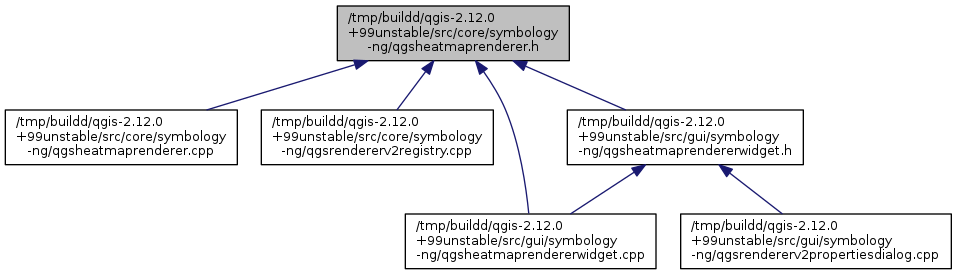 /tmp/buildd/qgis-2.12.0
+99unstable/src/core/symbology
-ng/qgsheatmaprenderer.h
/tmp/buildd/qgis-2.12.0
+99unstable/src/core/symbology
-ng/qgsheatmaprenderer.cpp
/tmp/buildd/qgis-2.12.0
+99unstable/src/core/symbology
-ng/qgsrendererv2registry.cpp
/tmp/buildd/qgis-2.12.0
+99unstable/src/gui/symbology
-ng/qgsheatmaprendererwidget.h
/tmp/buildd/qgis-2.12.0
+99unstable/src/gui/symbology
-ng/qgsheatmaprendererwidget.cpp
/tmp/buildd/qgis-2.12.0
+99unstable/src/gui/symbology
-ng/qgsrendererv2propertiesdialog.cpp